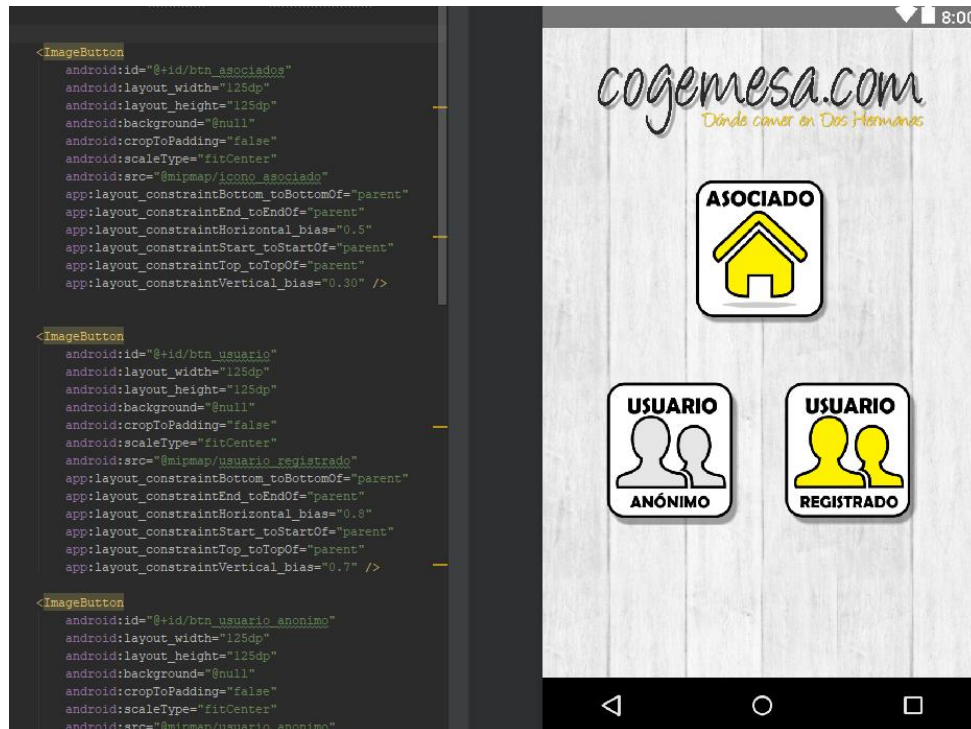 <ImageButton
android:id="@+id/btn_asociados"
android:layout_width="125dp"
android:layout_height="125dp"
android:background="@null"
android:cropToPadding="false"
android:scaleType="fitCenter"
android:src="@mipmap/icono_asociado"
app:layout_constraintBottom_toBottomOf="parent"
app:layout_constraintEnd_toEndOf="parent"
app:layout_constraintHorizontal_bias="0.5"
app:layout_constraintStart_toStartOf="parent"
app:layout_constraintTop_toTopOf="parent"
app:layout_constraintVertical_bias="0.30" />
<ImageButton
android:id="@+id/btn_usuario"
android:layout_width="125dp"
android:layout_height="125dp"
android:background="@null"
android:cropToPadding="false"
android:scaleType="fitCenter"
android:src="@mipmap/usuario_registrado"
app:layout_constraintBottom_toBottomOf="parent"
app:layout_constraintEnd_toEndOf="parent"
app:layout_constraintHorizontal_bias="0.8"
app:layout_constraintStart_toStartOf="parent"
app:layout_constraintTop_toTopOf="parent"
app:layout_constraintVertical_bias="0.7" />
<ImageButton
android:id="@+id/btn_usuario_anonimo"
android:layout_width="125dp"
android:layout_height="125dp"
android:background="@null"
android:cropToPadding="false"
android:scaleType="fitCenter"
android:src="@mipmap/usuario_anonimo"
8:00
cogemesa.com
Dónde comer en Dos Hermanas
ASOCIADO
USUARIO
ANÓNIMO
USUARIO
REGISTRADO